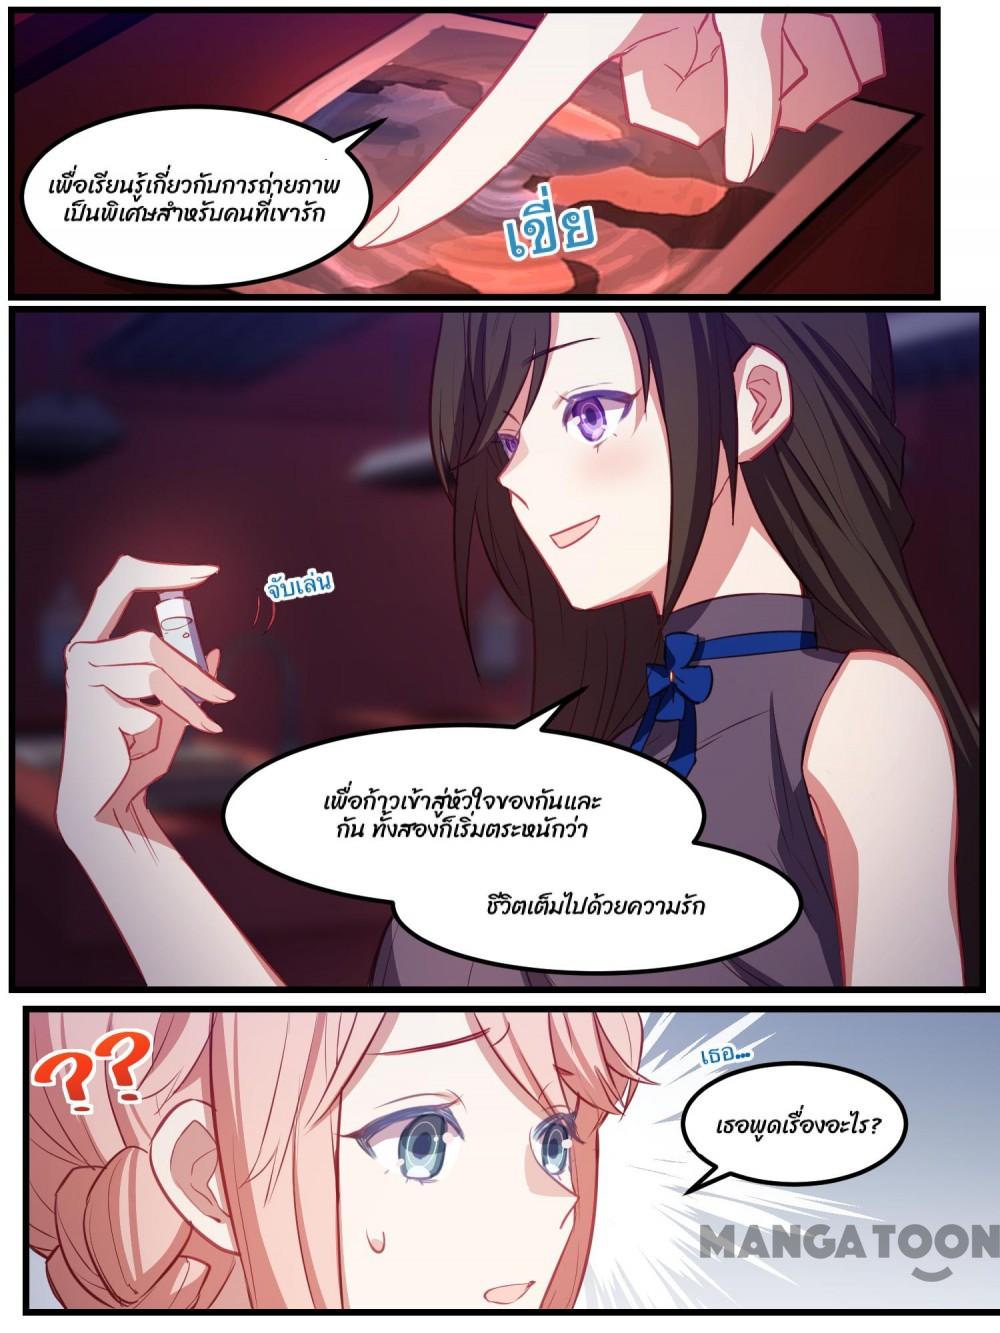 เพื่อเรียนรู้เกี่ยวกับการถ่ายภาพ
เป็นพิเศษสำหรับคนที่เขารัก
เขี่ย
จับเล่น
เพื่อก้าวเข้าสู่หัวใจของกันและ
กัน ทั้งสองก็เริ่มตระหนักว่า
ชีวิตเต็มไปด้วยความรัก
??
เธอ...
เธอพูดเรื่องอะไร?
MANGATOON